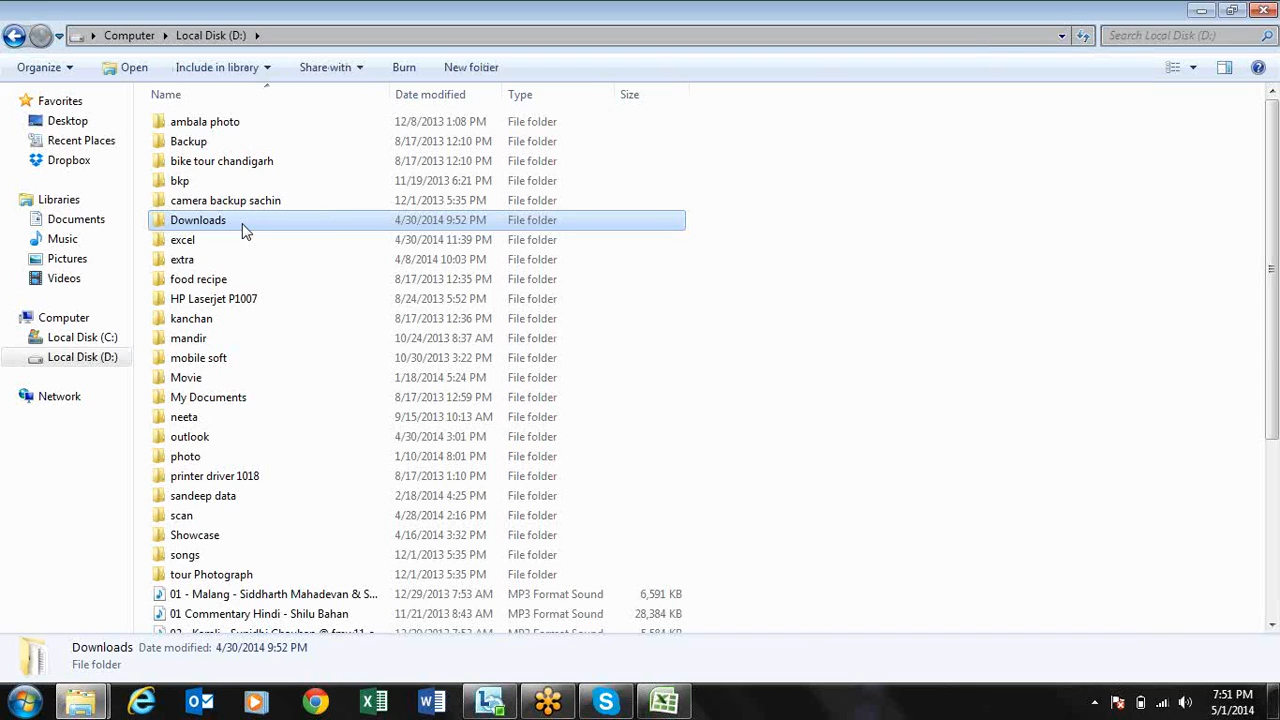 Computer Local Disk (D:) Search Local Disk (D:)
Organize Open Include in library Share with Burn New folder
Name Date modified Type Size
Favorites
Desktop
Recent Places
Dropbox
Libraries
Documents
Music
Pictures
Videos
Computer
Local Disk (C:)
Local Disk (D:)
Network
ambala photo 12/8/2013 1:08 PM File folder
Backup 8/17/2013 12:10 PM File folder
bike tour chandigarh 8/17/2013 12:10 PM File folder
bkp 11/19/2013 6:21 PM File folder
camera backup sachin 12/1/2013 5:35 PM File folder
Downloads 4/30/2014 9:52 PM File folder
excel 4/30/2014 11:39 PM File folder
extra 4/8/2014 10:03 PM File folder
food recipe 8/17/2013 12:35 PM File folder
HP Laserjet P1007 8/24/2013 5:52 PM File folder
kanchan 8/17/2013 12:36 PM File folder
mandir 10/24/2013 8:37 AM File folder
mobile soft 10/30/2013 3:22 PM File folder
Movie 1/18/2014 5:24 PM File folder
My Documents 8/17/2013 12:59 PM File folder
neeta 9/15/2013 10:13 AM File folder
outlook 4/30/2014 3:01 PM File folder
photo 1/10/2014 8:01 PM File folder
printer driver 1018 8/17/2013 1:10 PM File folder
sandeep data 2/18/2014 4:25 PM File folder
scan 4/28/2014 2:16 PM File folder
Showcase 4/16/2014 3:32 PM File folder
songs 12/1/2013 5:35 PM File folder
tour Photograph 12/1/2013 5:35 PM File folder
01 - Malang - Siddharth Mahadevan & S... 12/29/2013 7:53 AM MP3 Format Sound 6,591 KB
01 Commentary Hindi - Shilu Bahan 11/21/2013 8:43 AM MP3 Format Sound 28,384 KB
Downloads Date modified: 4/30/2014 9:52 PM
File folder
7:51 PM
5/1/2014